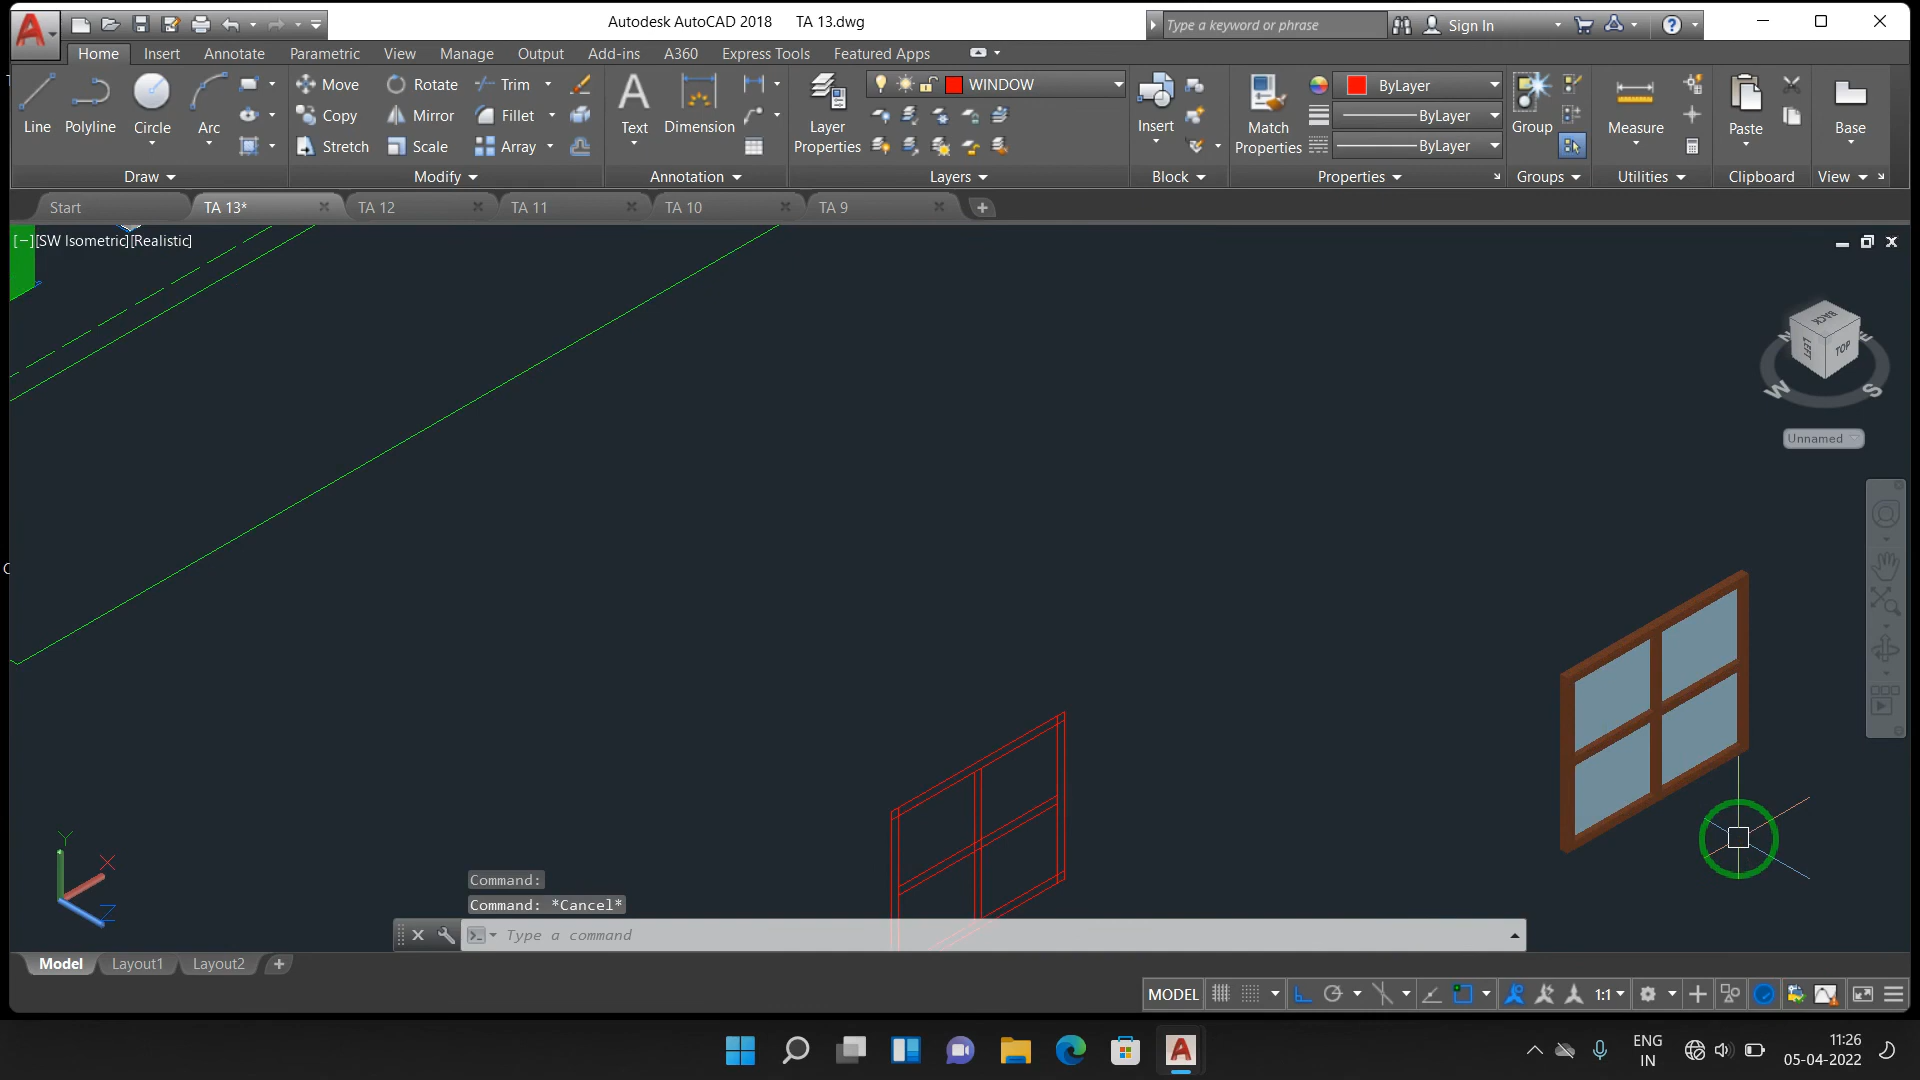 Autodesk AutoCAD 2018 TA 13.dwg
Type a keyword or phrase
Sign In
Home Insert Annotate Parametric View Manage Output Add-ins A360 Express Tools Featured Apps
Line Polyline Circle Arc
Draw
Move Rotate Trim
Copy Mirror Fillet
Stretch Scale Array
Modify
Text Dimension
Annotation
Layer Properties
WINDOW
Layers
Insert
Block
Match Properties
ByLayer
ByLayer
ByLayer
Properties
Group
Groups
Measure
Utilities
Paste
Clipboard
Base
View
Start TA 13* TA 12 TA 11 TA 10 TA 9
[−][SW Isometric][Realistic]
BACK
LEFT
TOP
W
S
Unnamed
Y
X
Z
Command:
Command: *Cancel*
Type a command
Model Layout1 Layout2
MODEL
1:1
ENG
IN
11:26
05-04-2022